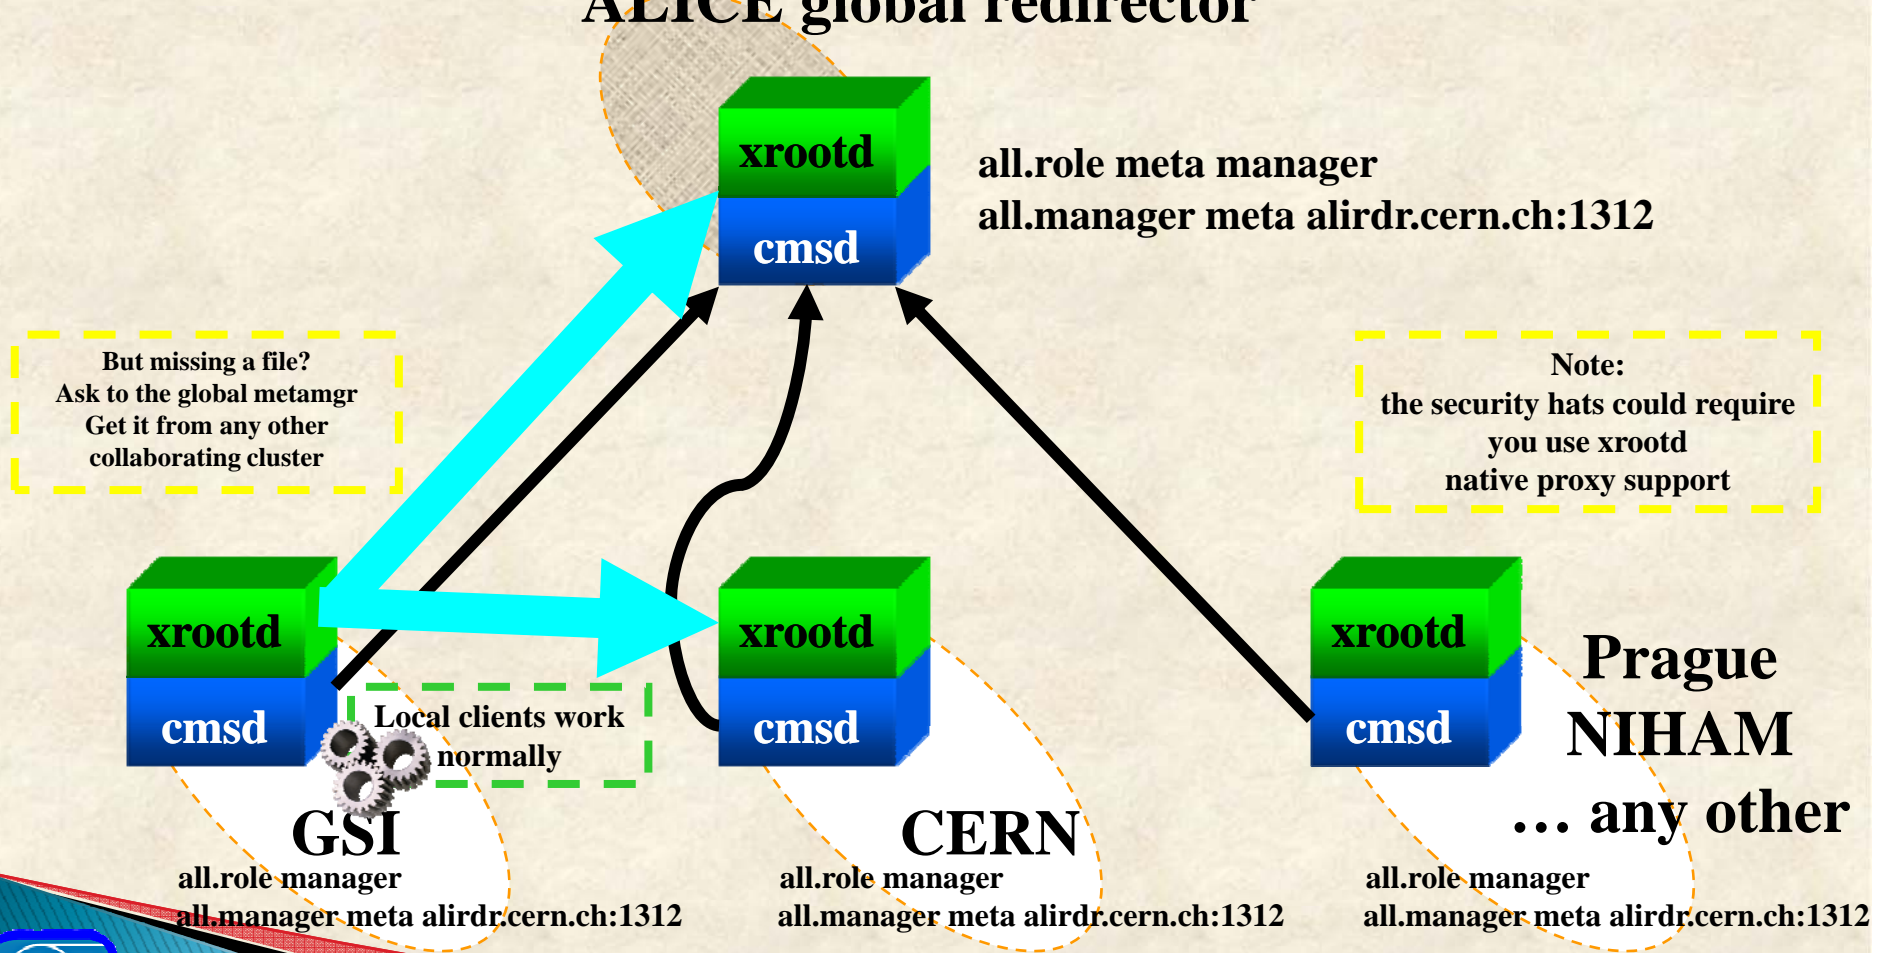 ALICE global redirector
xrootd
cmsd
all.role meta manager
all.manager meta alirdr.cern.ch:1312
But missing a file?
Ask to the global metamgr
Get it from any other
collaborating cluster
Note:
the security hats could require
you use xrootd
native proxy support
xrootd
cmsd
Local clients work
normally
GSI
all.role manager
all.manager meta alirdr.cern.ch:1312
xrootd
cmsd
CERN
all.role manager
all.manager meta alirdr.cern.ch:1312
xrootd
cmsd
Prague
NIHAM
… any other
all.role manager
all.manager meta alirdr.cern.ch:1312